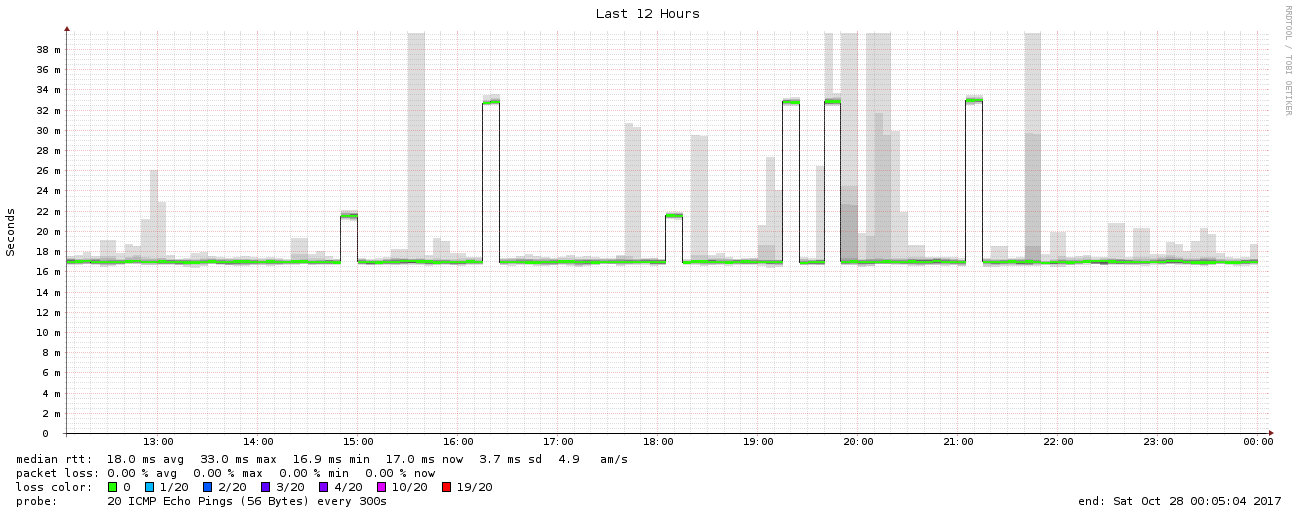 Last 12 Hours
RRDTOOL / TOBI OETIKER
Seconds
38 m
36 m
34 m
32 m
30 m
28 m
26 m
24 m
22 m
20 m
18 m
16 m
14 m
12 m
10 m
8 m
6 m
4 m
2 m
0
13:00 14:00 15:00 16:00 17:00 18:00 19:00 20:00 21:00 22:00 23:00 00:00
median rtt: 18.0 ms avg 33.0 ms max 16.9 ms min 17.0 ms now 3.7 ms sd 4.9 am/s
packet loss: 0.00 % avg 0.00 % max 0.00 % min 0.00 % now
loss color: 0 1/20 2/20 3/20 4/20 10/20 19/20
probe: 20 ICMP Echo Pings (56 Bytes) every 300s end: Sat Oct 28 00:05:04 2017